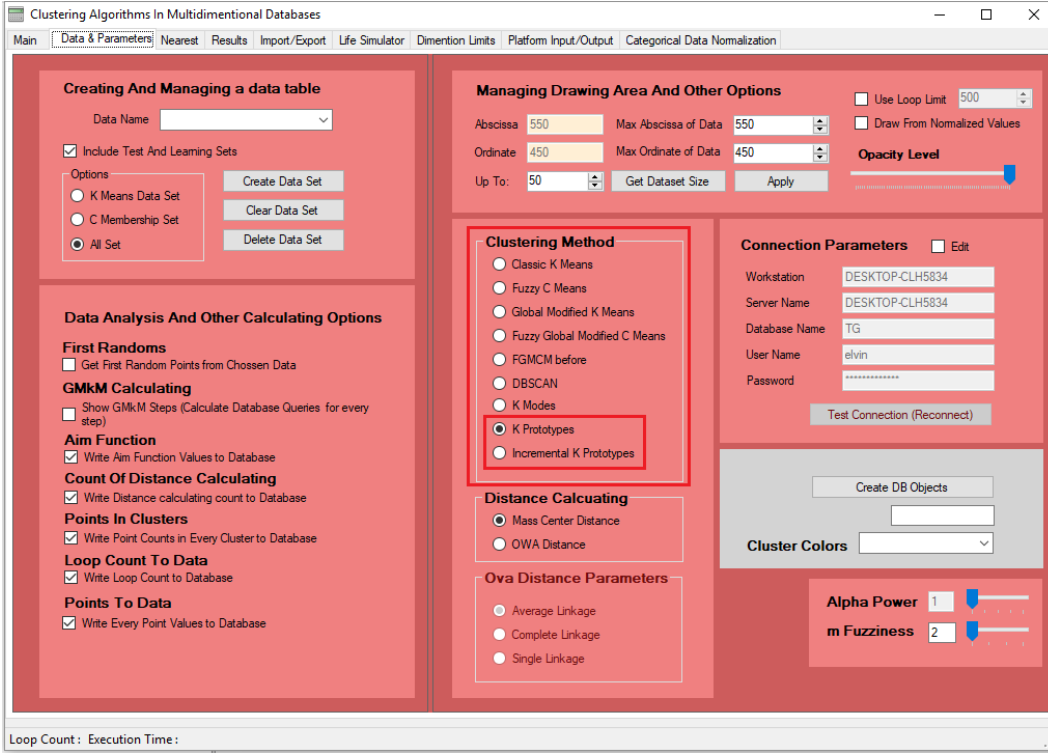 Clustering Algorithms In Multidimentional Databases
Main Data & Parameters Nearest Results Import/Export Life Simulator Dimention Limits Platform Input/Output Categorical Data Normalization
Creating And Managing a data table
Data Name
Include Test And Learning Sets
Options
K Means Data Set
C Membership Set
All Set
Create Data Set
Clear Data Set
Delete Data Set
Data Analysis And Other Calculating Options
First Randoms
Get First Random Points from Chossen Data
GMkM Calculating
Show GMkM Steps (Calculate Database Queries for every
step)
Aim Function
Write Aim Function Values to Database
Count Of Distance Calculating
Write Distance calculating count to Database
Points In Clusters
Write Point Counts in Every Cluster to Database
Loop Count To Data
Write Loop Count to Database
Points To Data
Write Every Point Values to Database
Managing Drawing Area And Other Options
Abscissa 550 Max Abscissa of Data 550
Ordinate 450 Max Ordinate of Data 450
Up To: 50 Get Dataset Size Apply
Use Loop Limit 500
Draw From Normalized Values
Opacity Level
Clustering Method
Classic K Means
Fuzzy C Means
Global Modified K Means
Fuzzy Global Modified C Means
FGMCM before
DBSCAN
K Modes
K Prototypes
Incremental K Prototypes
Distance Calcuating
Mass Center Distance
OWA Distance
Ova Distance Parameters
Average Linkage
Complete Linkage
Single Linkage
Connection Parameters Edit
Workstation DESKTOP-CLH5834
Server Name DESKTOP-CLH5834
Database Name TG
User Name elvin
Password *************
Test Connection (Reconnect)
Create DB Objects
Cluster Colors
Alpha Power 1
m Fuzziness 2
Loop Count : Execution Time :